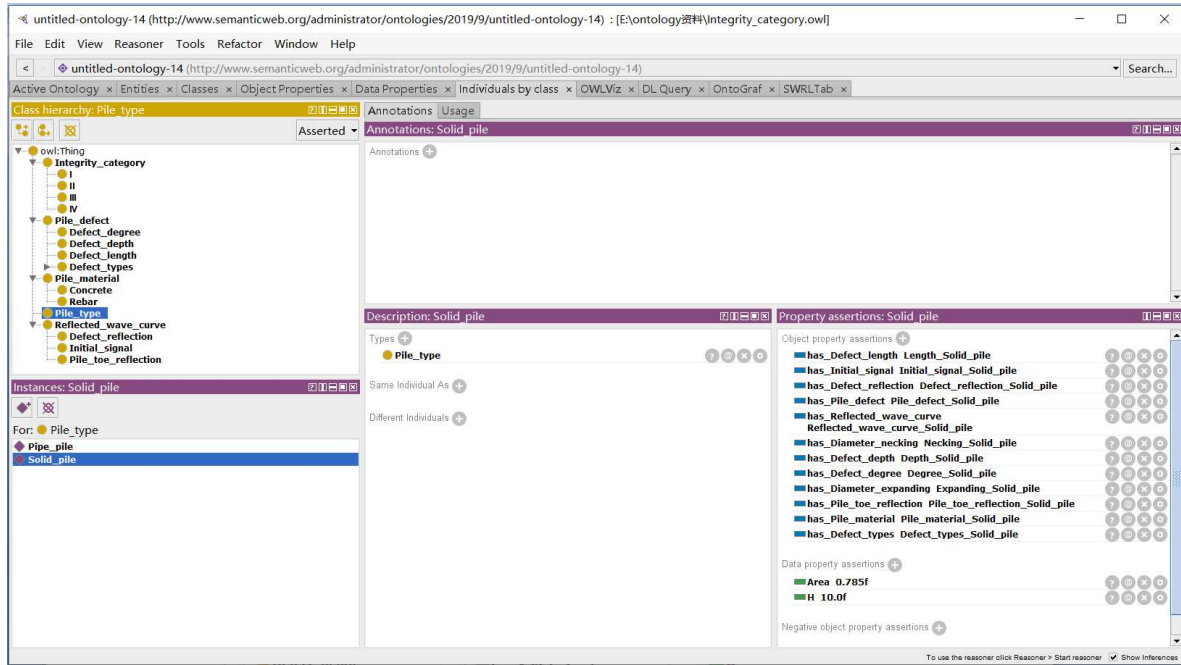 untitled-ontology-14 (http://www.semanticweb.org/administrator/ontologies/2019/9/untitled-ontology-14) : [E:\ontology资料\Integrity_category.owl]
File Edit View Reasoner Tools Refactor Window Help
< untitled-ontology-14 (http://www.semanticweb.org/administrator/ontologies/2019/9/untitled-ontology-14) Search...
Active Ontology × Entities × Classes × Object Properties × Data Properties × Individuals by class × OWLViz × DL Query × OntoGraf × SWRLTab ×
Class hierarchy: Pile_type
Asserted
owl:Thing
Integrity_category
I
II
III
IV
Pile_defect
Defect_degree
Defect_depth
Defect_length
Defect_types
Pile_material
Concrete
Rebar
Pile_type
Reflected_wave_curve
Defect_reflection
Initial_signal
Pile_toe_reflection
Instances: Solid_pile
For: Pile_type
Pipe_pile
Solid_pile
Annotations Usage
Annotations: Solid_pile
Annotations
Description: Solid_pile
Types
Pile_type
Same Individual As
Different Individuals
Property assertions: Solid_pile
Object property assertions
has_Defect_length Length_Solid_pile
has_Initial_signal Initial_signal_Solid_pile
has_Defect_reflection Defect_reflection_Solid_pile
has_Pile_defect Pile_defect_Solid_pile
has_Reflected_wave_curve
Reflected_wave_curve_Solid_pile
has_Diameter_necking Necking_Solid_pile
has_Defect_depth Depth_Solid_pile
has_Defect_degree Degree_Solid_pile
has_Diameter_expanding Expanding_Solid_pile
has_Pile_toe_reflection Pile_toe_reflection_Solid_pile
has_Pile_material Pile_material_Solid_pile
has_Defect_types Defect_types_Solid_pile
Data property assertions
Area 0.785f
H 10.0f
Negative object property assertions
To use the reasoner click Reasoner > Start reasoner Show Inferences